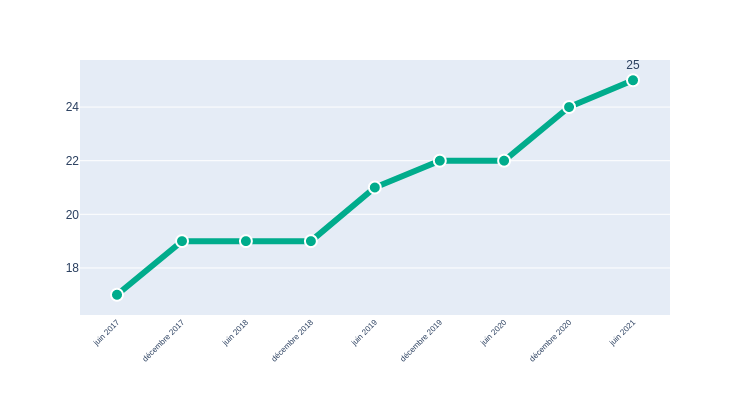 25
24
22
20
18
juin 2017
décembre 2017
juin 2018
décembre 2018
juin 2019
décembre 2019
juin 2020
décembre 2020
juin 2021